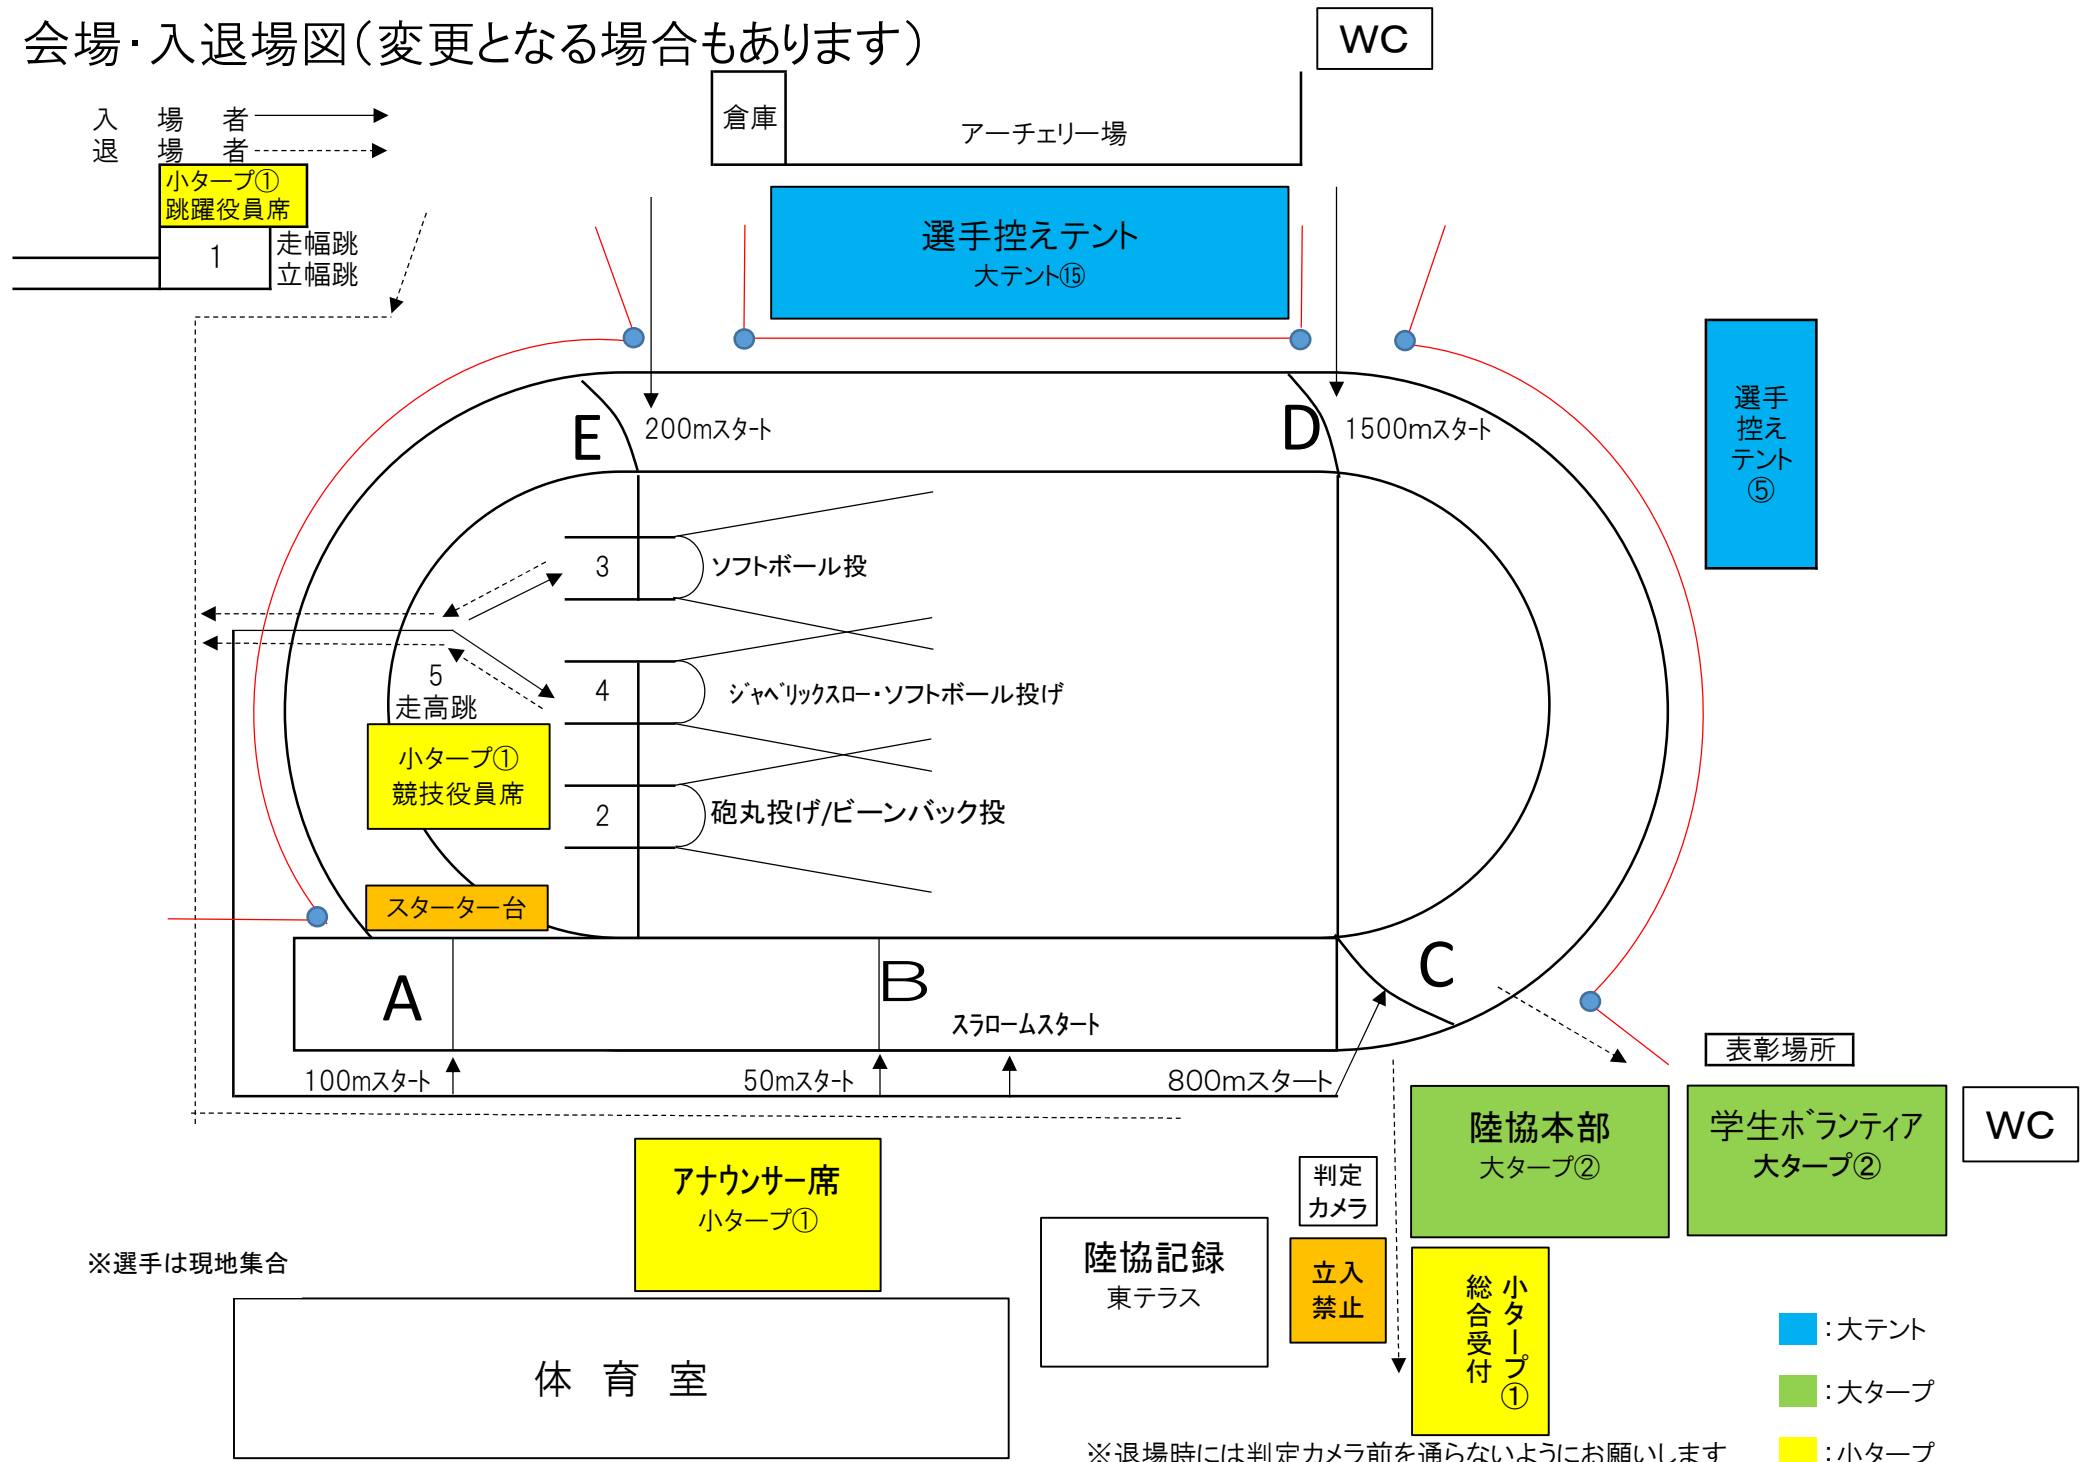 会場・入退場図(変更となる場合もあります)
WC
入　場　者
退　場　者
倉庫
アーチェリー場
小タープ①
跳躍役員席
1
走幅跳
立幅跳
選手控えテント
大テント⑮
選手
控え
テント
⑤
E
200mスタート
D
1500mスタート
3
ソフトボール投
5
走高跳
4
ジャベリックスロー・ソフトボール投げ
小タープ①
競技役員席
2
砲丸投げ/ビーンバック投
スターター台
A
B
スラロームスタート
C
表彰場所
100mスタート
50mスタート
800mスタート
陸協本部
大タープ②
学生ボランティア
大タープ②
WC
アナウンサー席
小タープ①
判定
カメラ
陸協記録
東テラス
立入
禁止
小タープ①
総合受付
※選手は現地集合
体　育　室
：大テント
：大タープ
：小タープ
※退場時には判定カメラ前を通らないようにお願いします